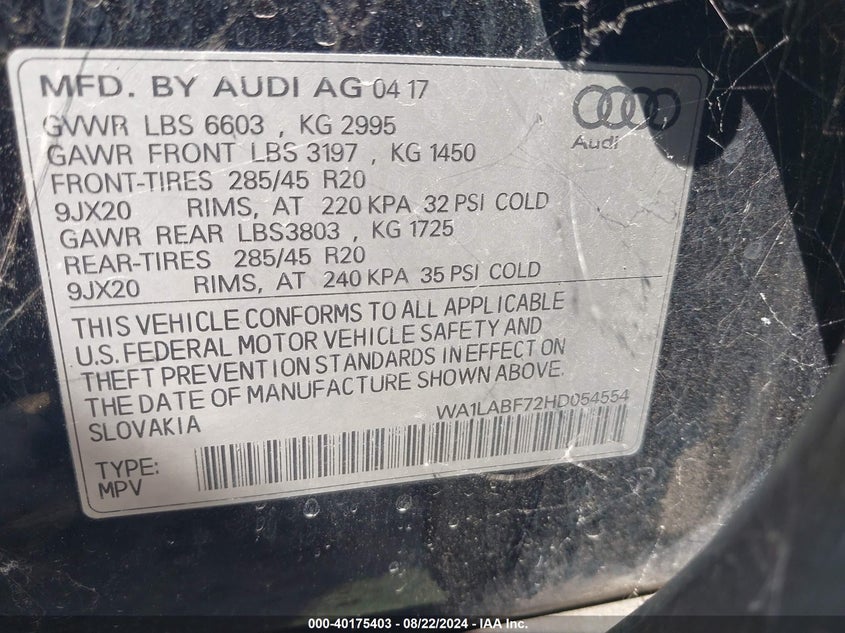 MFD. BY AUDI AG 04 17
Audi
GVWR LBS 6603 , KG 2995
GAWR FRONT LBS 3197 , KG 1450
FRONT-TIRES 285/45 R20
9JX20 RIMS, AT 220 KPA 32 PSI COLD
GAWR REAR LBS3803 , KG 1725
REAR-TIRES 285/45 R20
9JX20 RIMS, AT 240 KPA 35 PSI COLD
THIS VEHICLE CONFORMS TO ALL APPLICABLE
U.S. FEDERAL MOTOR VEHICLE SAFETY AND
THEFT PREVENTION STANDARDS IN EFFECT ON
THE DATE OF MANUFACTURE SHOWN ABOVE.
SLOVAKIA WA1LABF72HD054554
TYPE:
MPV
000-40175403 - 08/22/2024 - IAA Inc.